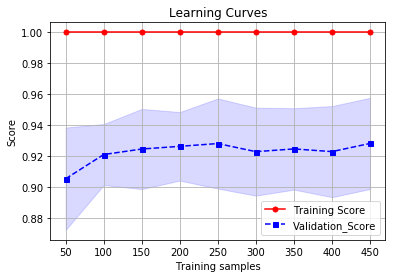 Learning Curves
1.00
0.98
0.96
0.94
0.92
0.90
0.88
Score
50 100 150 200 250 300 350 400 450
Training samples
Training Score
Validation_Score